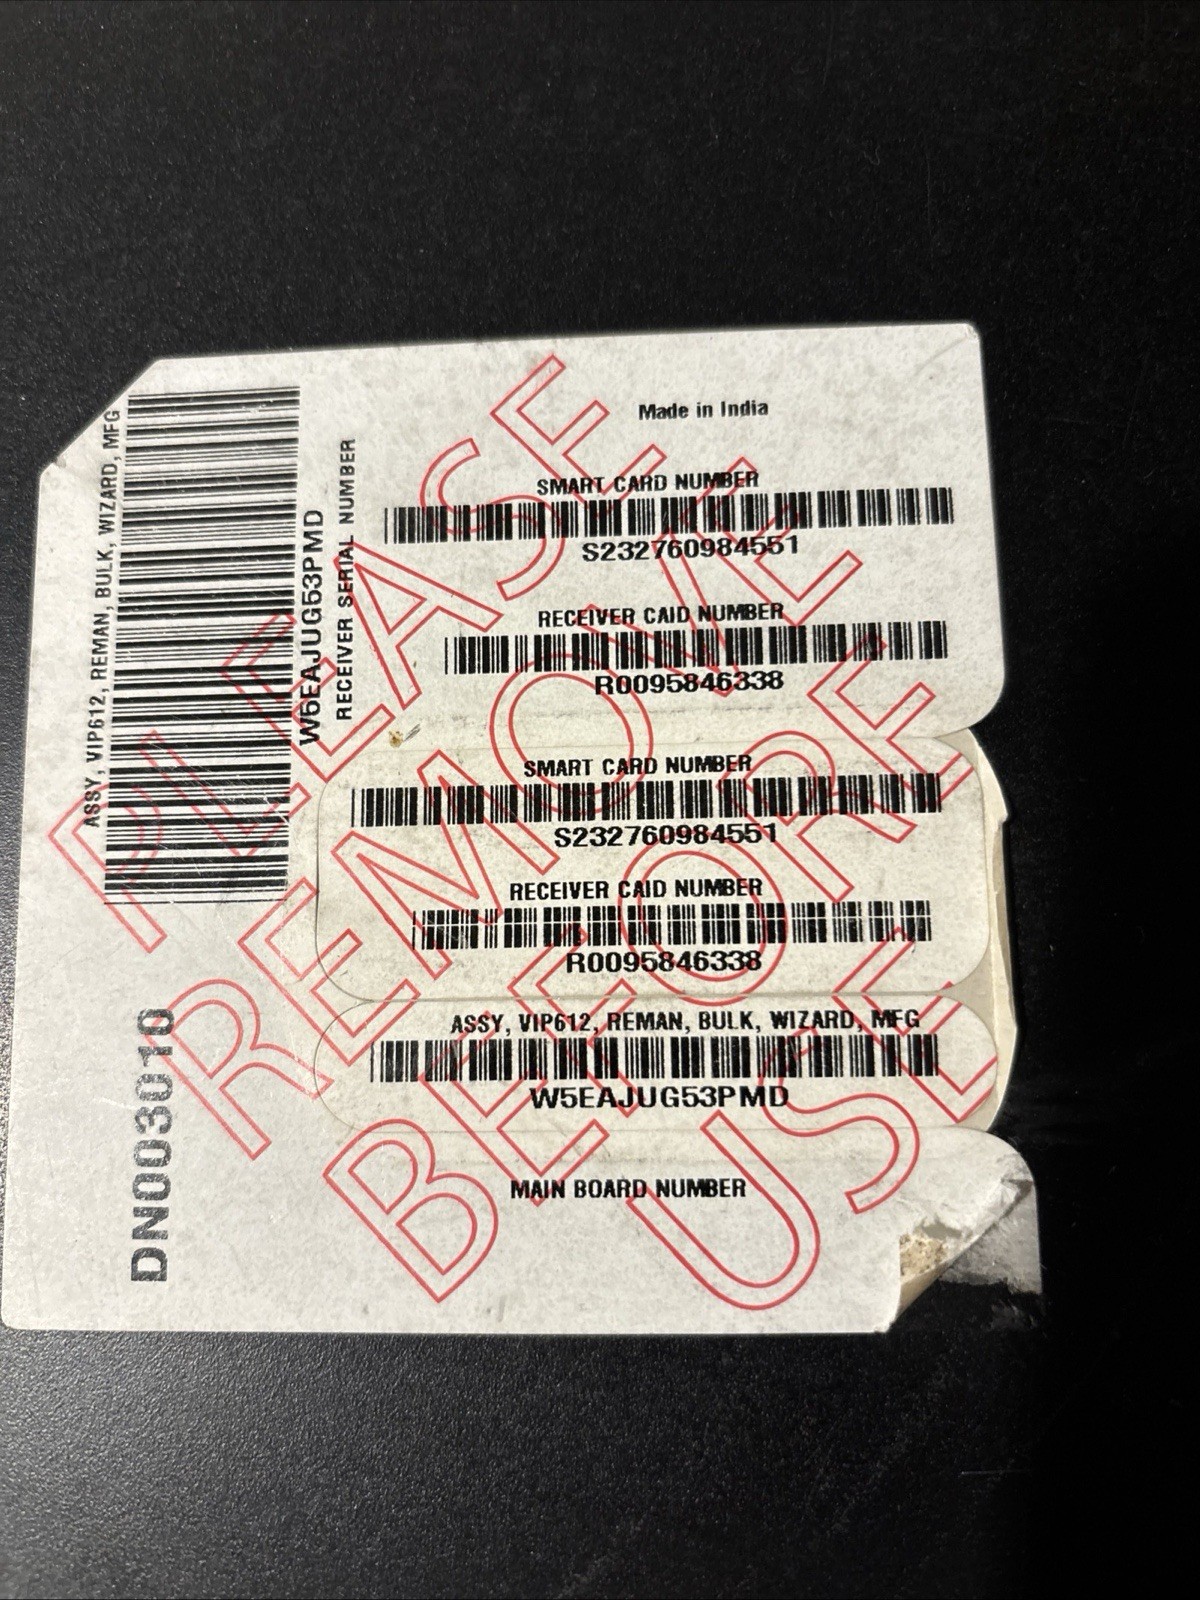 ASSY, VIP612, REMAN, BULK, WIZARD, MFG
W5EAJUG53PMD
RECEIVER SERIAL NUMBER
Made in India
SMART CARD NUMBER
S232760984551
RECEIVER CAID NUMBER
R0095846338
SMART CARD NUMBER
S232760984551
RECEIVER CAID NUMBER
R0095846338
ASSY, VIP612, REMAN, BULK, WIZARD, MFG
W5EAJUG53PMD
MAIN BOARD NUMBER
DN003010
PLEASE
REMOVE
BEFORE
USE